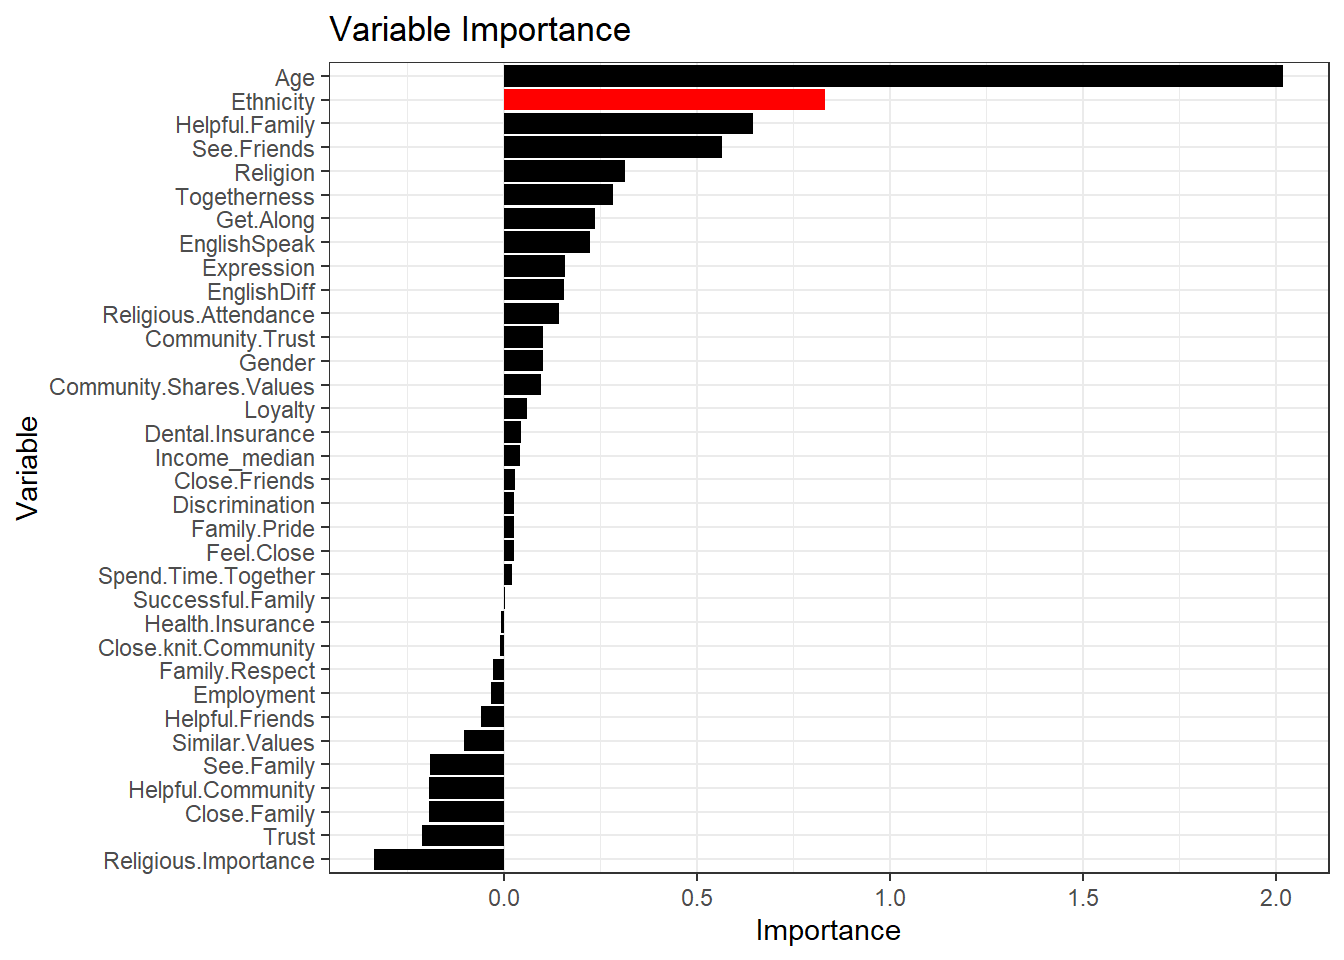 Variable Importance
Age
Ethnicity
Helpful.Family
See.Friends
Religion
Togetherness
Get.Along
EnglishSpeak
Expression
EnglishDiff
Religious.Attendance
Community.Trust
Gender
Community.Shares.Values
Loyalty
Dental.Insurance
Income_median
Close.Friends
Discrimination
Family.Pride
Feel.Close
Spend.Time.Together
Successful.Family
Health.Insurance
Close.knit.Community
Family.Respect
Employment
Helpful.Friends
Similar.Values
See.Family
Helpful.Community
Close.Family
Trust
Religious.Importance
Variable
0.0 0.5 1.0 1.5 2.0
Importance